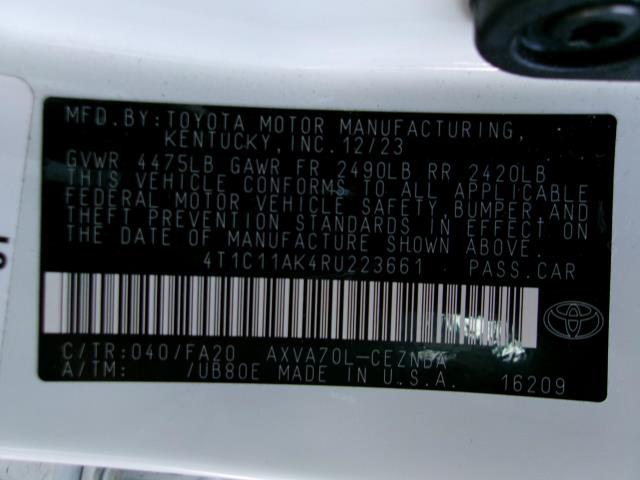 MFD. BY: TOYOTA MOTOR MANUFACTURING,
KENTUCKY, INC. 12/23
GVWR 4475LB GAWR FR 2490LB RR 2420LB
THIS VEHICLE CONFORMS TO ALL APPLICABLE
FEDERAL MOTOR VEHICLE SAFETY, BUMPER, AND
THEFT PREVENTION STANDARDS IN EFFECT ON
THE DATE OF MANUFACTURE SHOWN ABOVE.
4T1C11AK4RU223661 PASS.CAR
C/TR: 040/FA20 AXVA70L-CEZNBA
A/TM: /UB80E MADE IN U.S.A. 16209